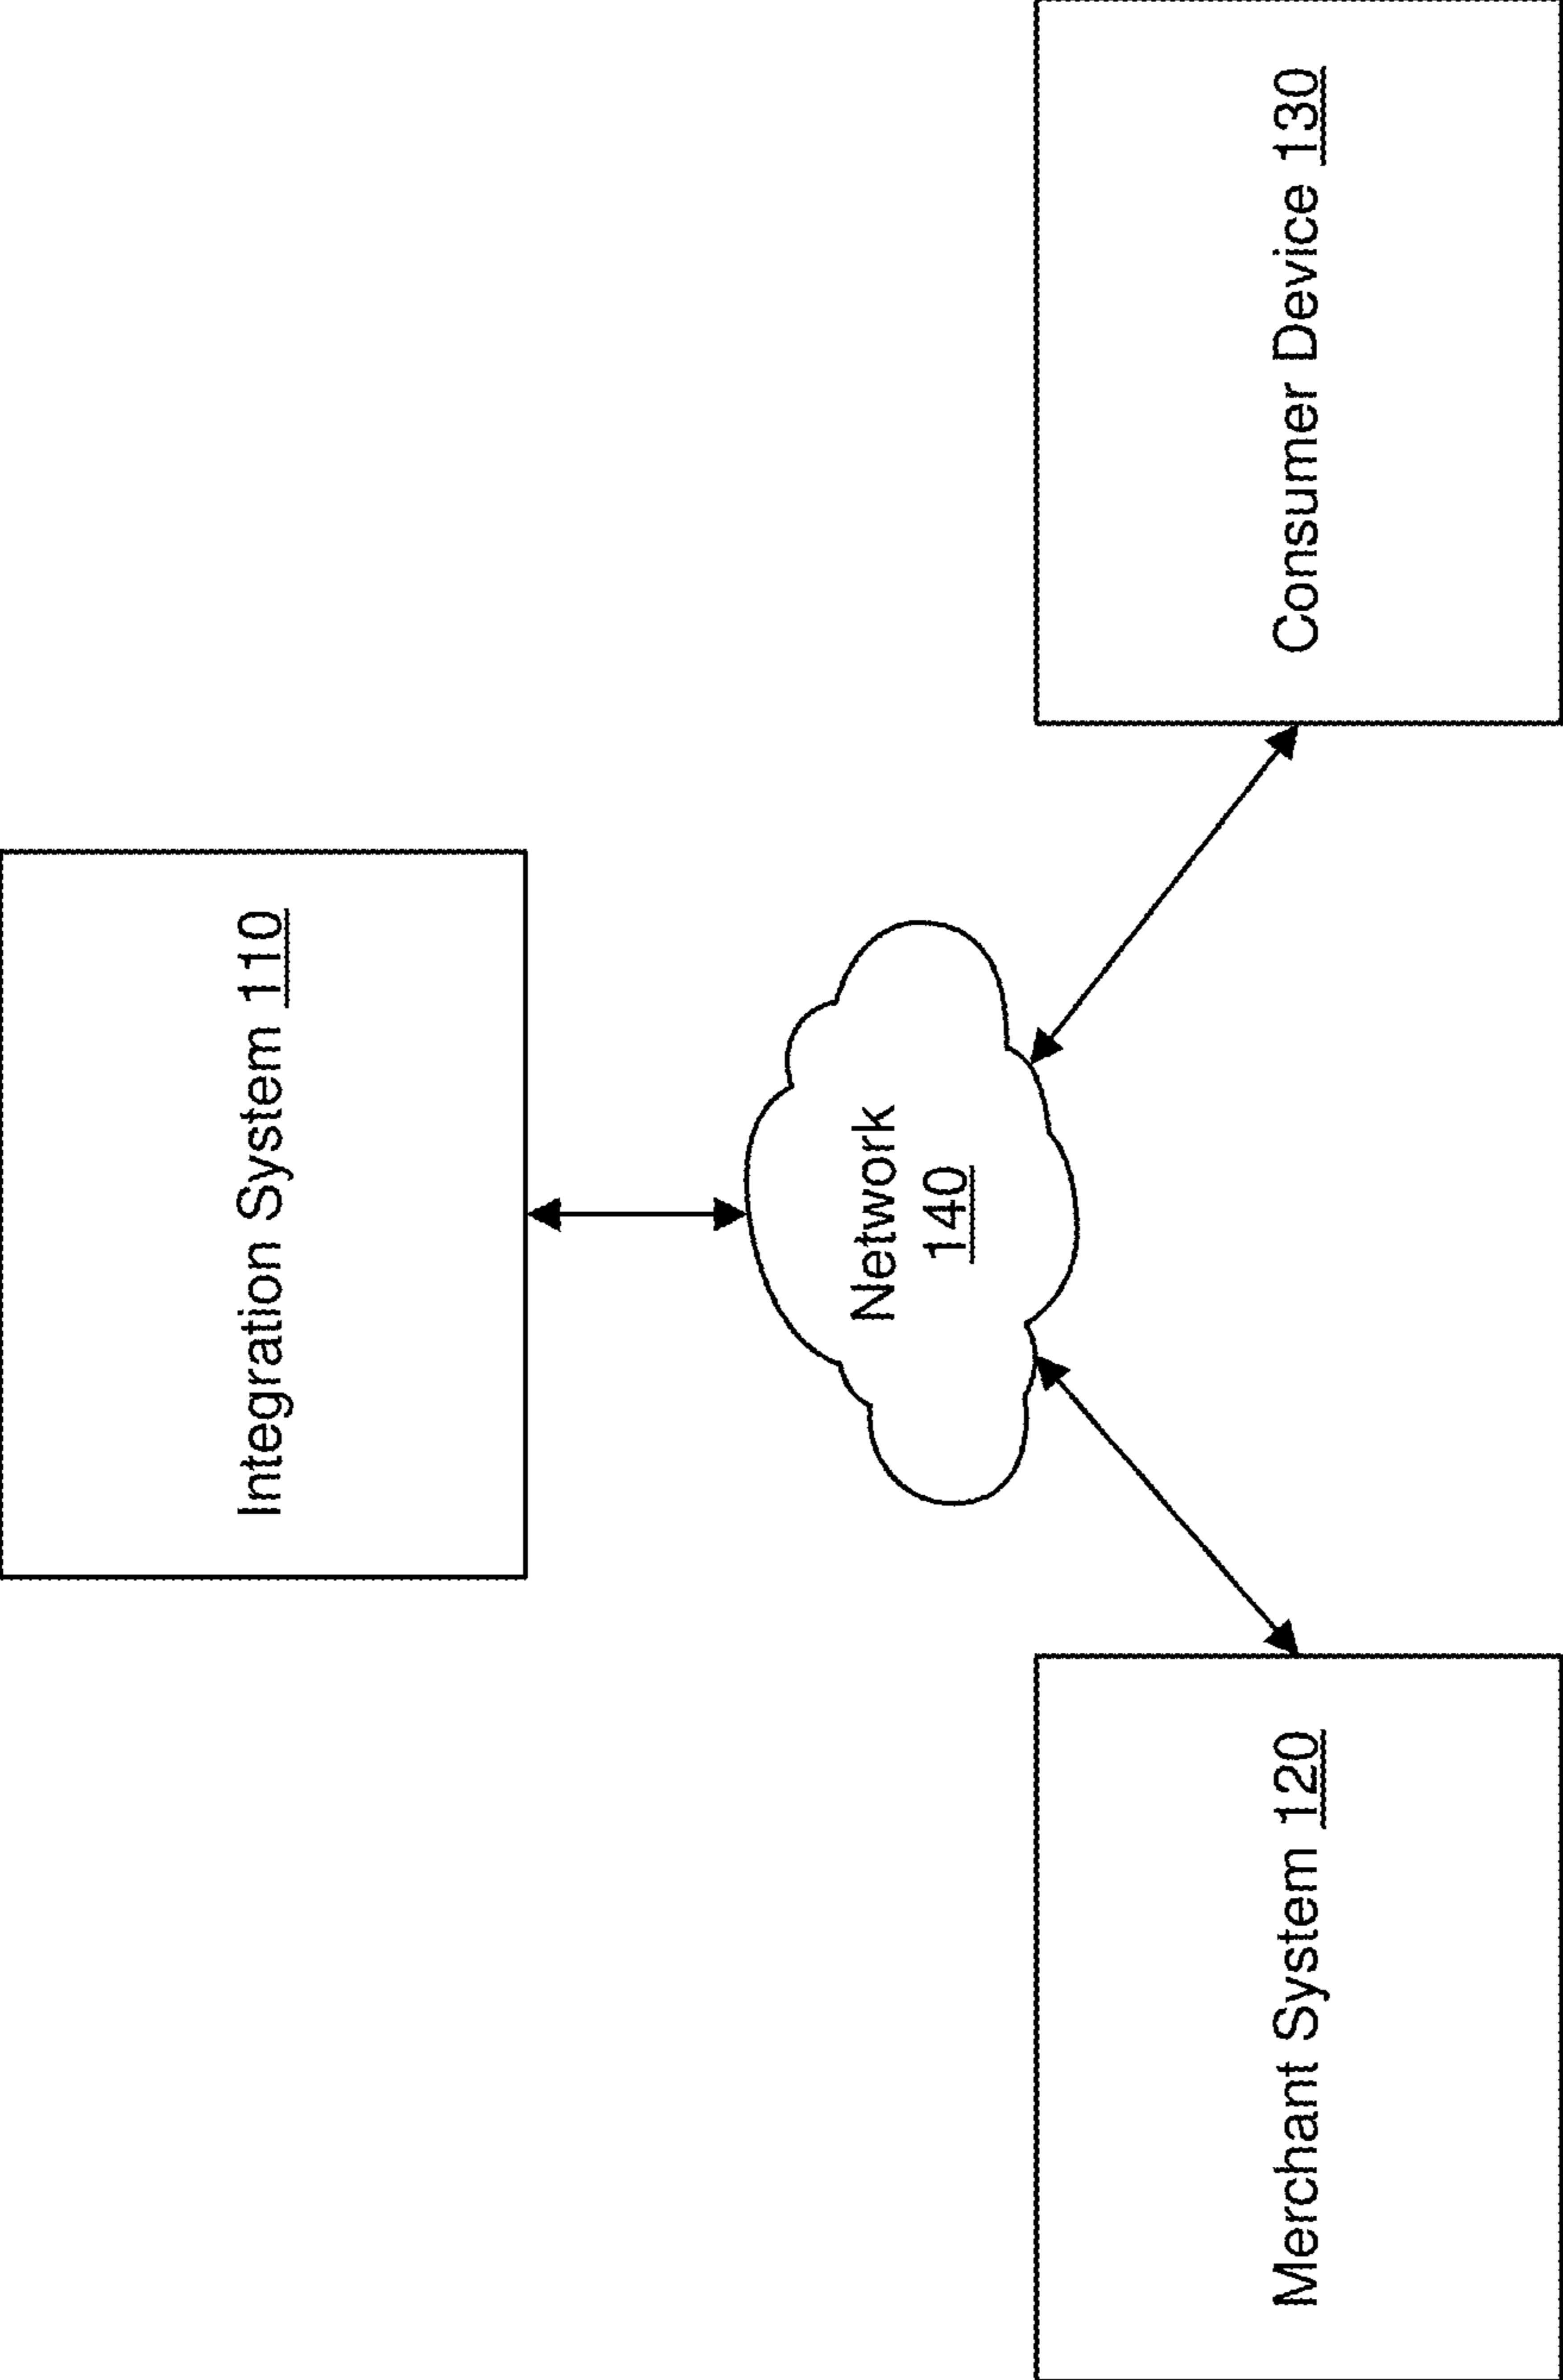 Integration System 110
Network
140
Merchant System 120
Consumer Device 130